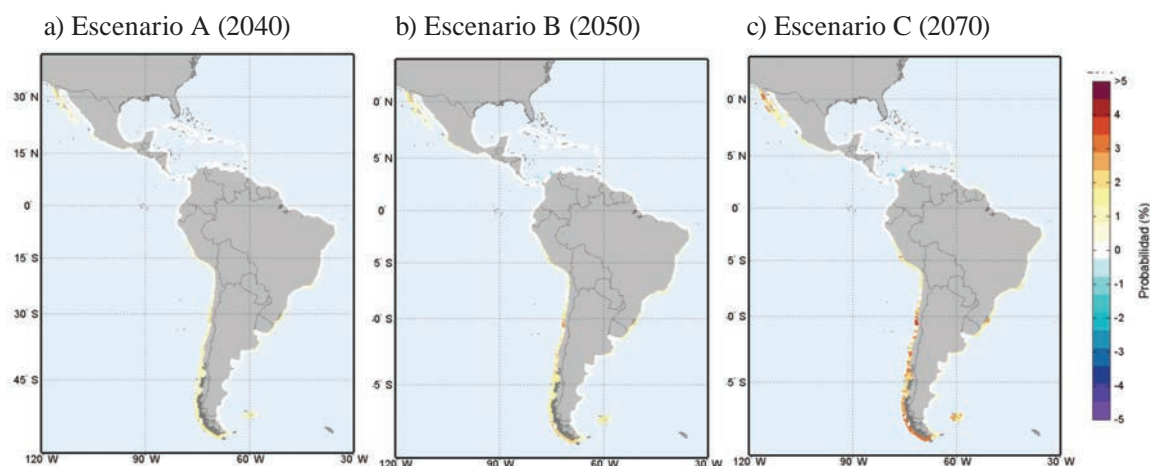 a) Escenario A (2040)
b) Escenario B (2050)
c) Escenario C (2070)
30° N
15° N
0°
15° S
30° S
45° S
120 W
90 W
60 W
30 W
0° N
5°N
0°
5° S
0° S
5° S
120 W
90 W
60 W
30 W
0° N
5°N
0°
5° S
0° S
5° S
120 W
90 W
60 W
30 W
>5
4
3
2
1
0
-1
-2
-3
-4
-5
Probabilidad (%)